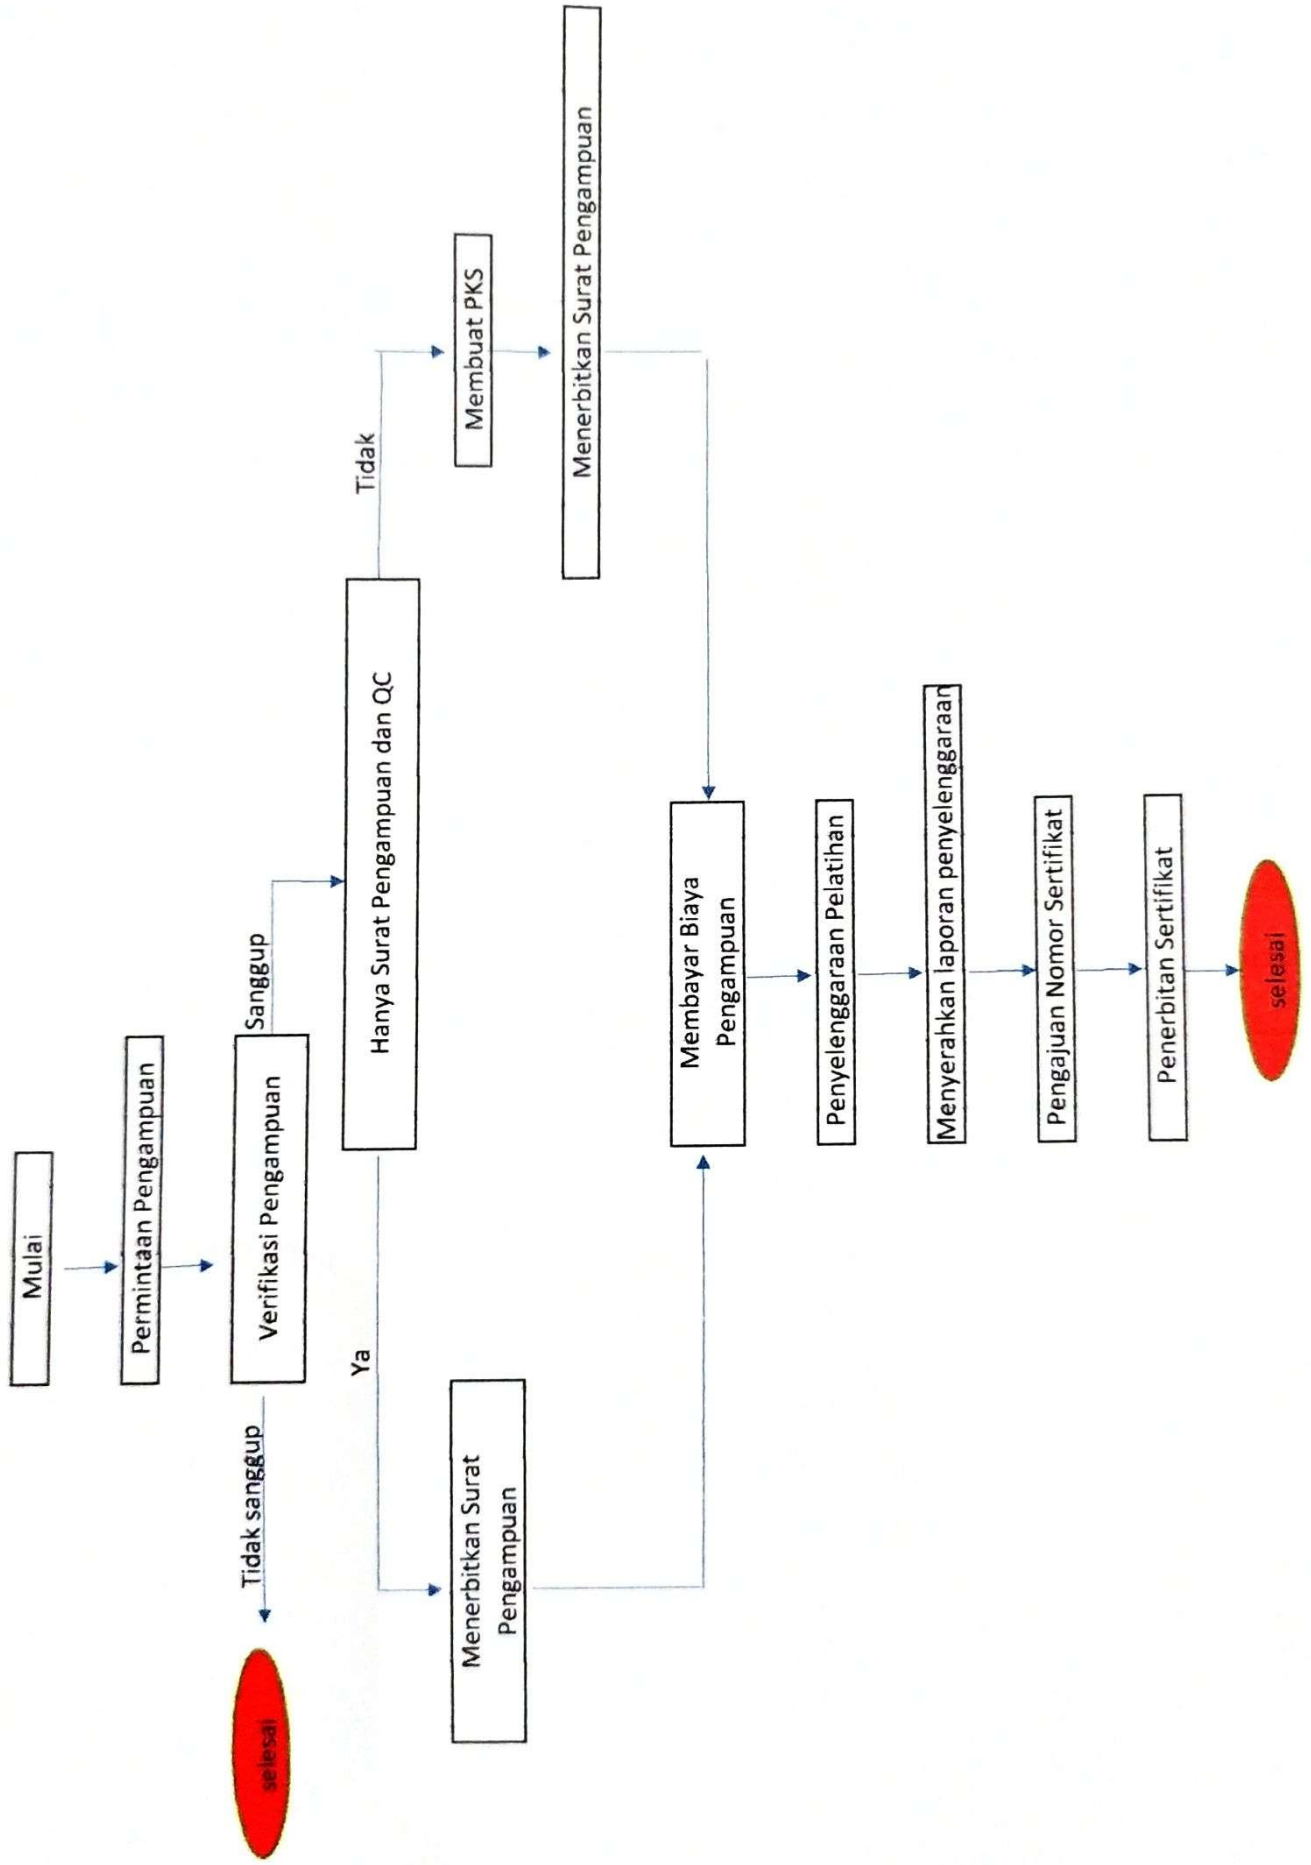 Mulai
Permintaan Pengampuan
Verifikasi Pengampuan
Tidak sanggup
selesai
Sanggup
Hanya Surat Pengampuan dan QC
Ya
Tidak
Menerbitkan Surat
Pengampuan
Membuat PKS
Menerbitkan Surat Pengampuan
Membayar Biaya
Pengampuan
Penyelenggaraan Pelatihan
Menyerahkan laporan penyelenggaraan
Pengajuan Nomor Sertifikat
Penerbitan Sertifikat
selesai